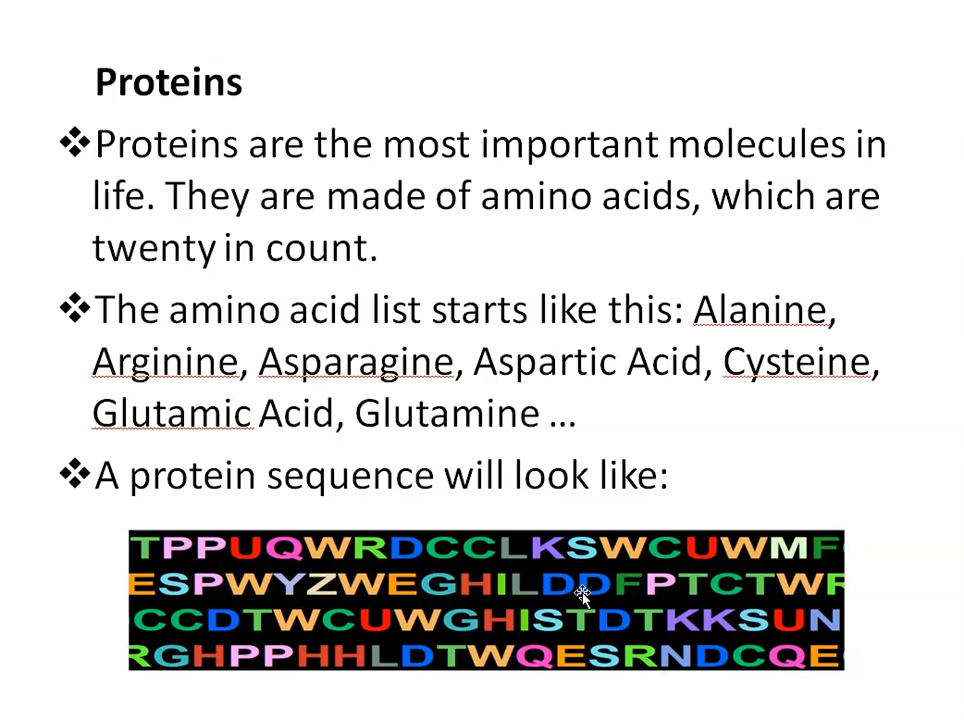 Proteins
❖Proteins are the most important molecules in
life. They are made of amino acids, which are
twenty in count.
❖The amino acid list starts like this: Alanine,
Arginine, Asparagine, Aspartic Acid, Cysteine,
Glutamic Acid, Glutamine ...
❖A protein sequence will look like:
TPPUQWRDCCLKSWCUWMF
ESPWYZWEGHILDDFPTCTWR
CCDTWCUWGHISTDTKKSUN
RGHPPHHLDTWQESRNDCQE